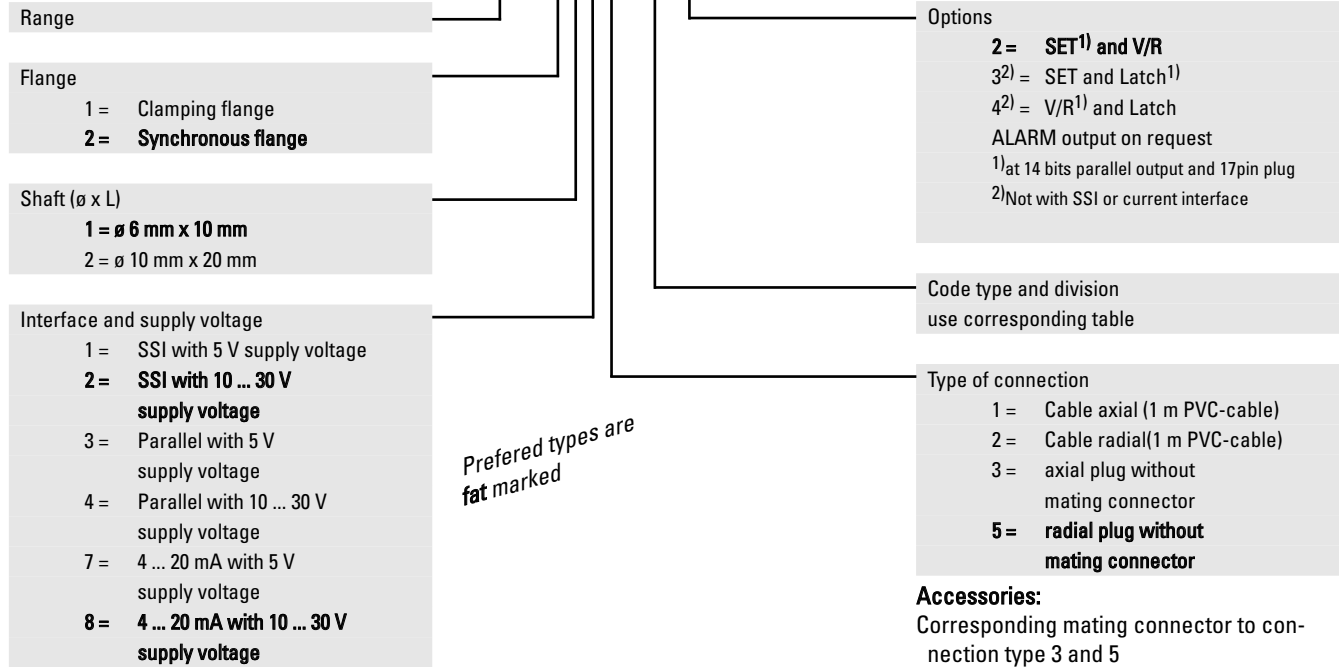 Range
Flange
1 = Clamping flange
2 = Synchronous flange
Shaft (ø x L)
1 = ø 6 mm x 10 mm
2 = ø 10 mm x 20 mm
Interface and supply voltage
1 = SSI with 5 V supply voltage
2 = SSI with 10 ... 30 V
supply voltage
3 = Parallel with 5 V
supply voltage
4 = Parallel with 10 ... 30 V
supply voltage
7 = 4 ... 20 mA with 5 V
supply voltage
8 = 4 ... 20 mA with 10 ... 30 V
supply voltage
Prefered types are
fat marked
Options
2 = SET1) and V/R
32) = SET and Latch1)
42) = V/R1) and Latch
ALARM output on request
1)at 14 bits parallel output and 17pin plug
2)Not with SSI or current interface
Code type and division
use corresponding table
Type of connection
1 = Cable axial (1 m PVC-cable)
2 = Cable radial(1 m PVC-cable)
3 = axial plug without
mating connector
5 = radial plug without
mating connector
Accessories:
Corresponding mating connector to con-
nection type 3 and 5